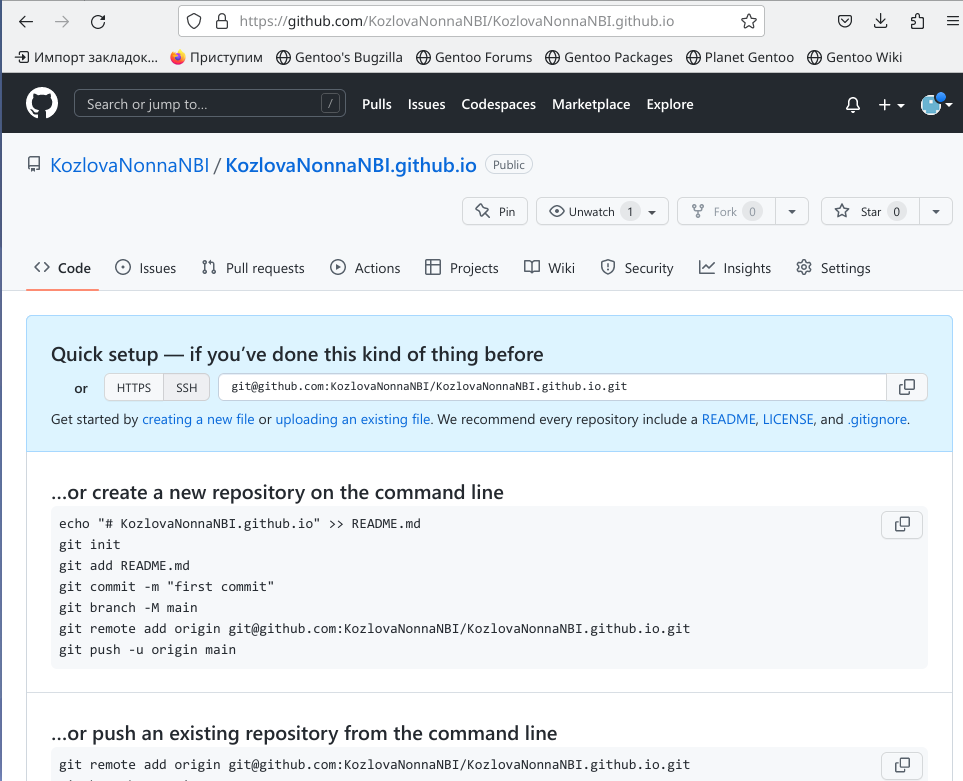 https://github.com/KozlovaNonnaNBI/KozlovaNonnaNBI.github.io
Импорт закладок... Приступим Gentoo's Bugzilla Gentoo Forums Gentoo Packages Planet Gentoo Gentoo Wiki
Search or jump to... / Pulls Issues Codespaces Marketplace Explore
KozlovaNonnaNBI / KozlovaNonnaNBI.github.io Public
Pin Unwatch 1 Fork 0 Star 0
Code Issues Pull requests Actions Projects Wiki Security Insights Settings
Quick setup — if you’ve done this kind of thing before
or HTTPS SSH git@github.com:KozlovaNonnaNBI/KozlovaNonnaNBI.github.io.git
Get started by creating a new file or uploading an existing file. We recommend every repository include a README, LICENSE, and .gitignore.
…or create a new repository on the command line
echo "# KozlovaNonnaNBI.github.io" >> README.md
git init
git add README.md
git commit -m "first commit"
git branch -M main
git remote add origin git@github.com:KozlovaNonnaNBI/KozlovaNonnaNBI.github.io.git
git push -u origin main
…or push an existing repository from the command line
git remote add origin git@github.com:KozlovaNonnaNBI/KozlovaNonnaNBI.github.io.git